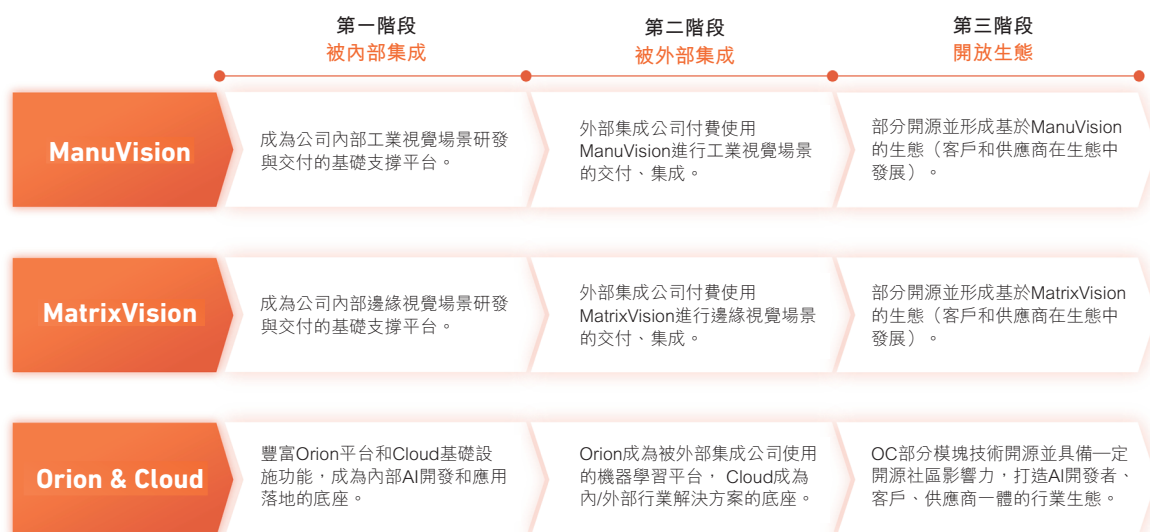 第一階段
被內部集成
第二階段
被外部集成
第三階段
開放生態
ManuVision
成為公司內部工業視覺場景研發
與交付的基礎支撐平台。
外部集成公司付費使用
ManuVision進行工業視覺場景
的交付、集成。
部分開源並形成基於ManuVision
的生態（客戶和供應商在生態中
發展）。
MatrixVision
成為公司內部邊緣視覺場景研發
與交付的基礎支撐平台。
外部集成公司付費使用
MatrixVision進行邊緣視覺場景
的交付、集成。
部分開源並形成基於MatrixVision
的生態（客戶和供應商在生態中
發展）。
Orion & Cloud
豐富Orion平台和Cloud基礎設
施功能，成為內部AI開發和應用
落地的底座。
Orion成為被外部集成公司使用
的機器學習平台， Cloud成為
內/外部行業解決方案的底座。
OC部分模塊技術開源並具備一定
開源社區影響力，打造AI開發者、
客戶、供應商一體的行業生態。